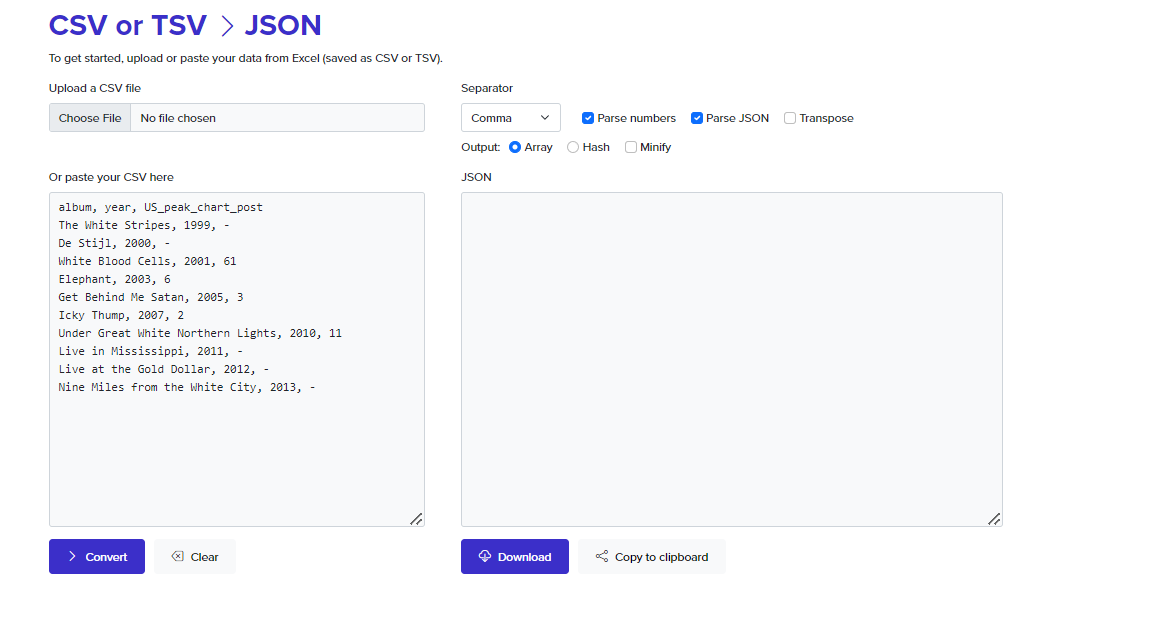 CSV or TSV > JSON
To get started, upload or paste your data from Excel (saved as CSV or TSV).
Upload a CSV file
Choose File No file chosen
Separator
Comma Parse numbers Parse JSON Transpose
Output: Array Hash Minify
Or paste your CSV here
album, year, US_peak_chart_post
The White Stripes, 1999, -
De Stijl, 2000, -
White Blood Cells, 2001, 61
Elephant, 2003, 6
Get Behind Me Satan, 2005, 3
Icky Thump, 2007, 2
Under Great White Northern Lights, 2010, 11
Live in Mississippi, 2011, -
Live at the Gold Dollar, 2012, -
Nine Miles from the White City, 2013, -
JSON
Convert Clear
Download Copy to clipboard